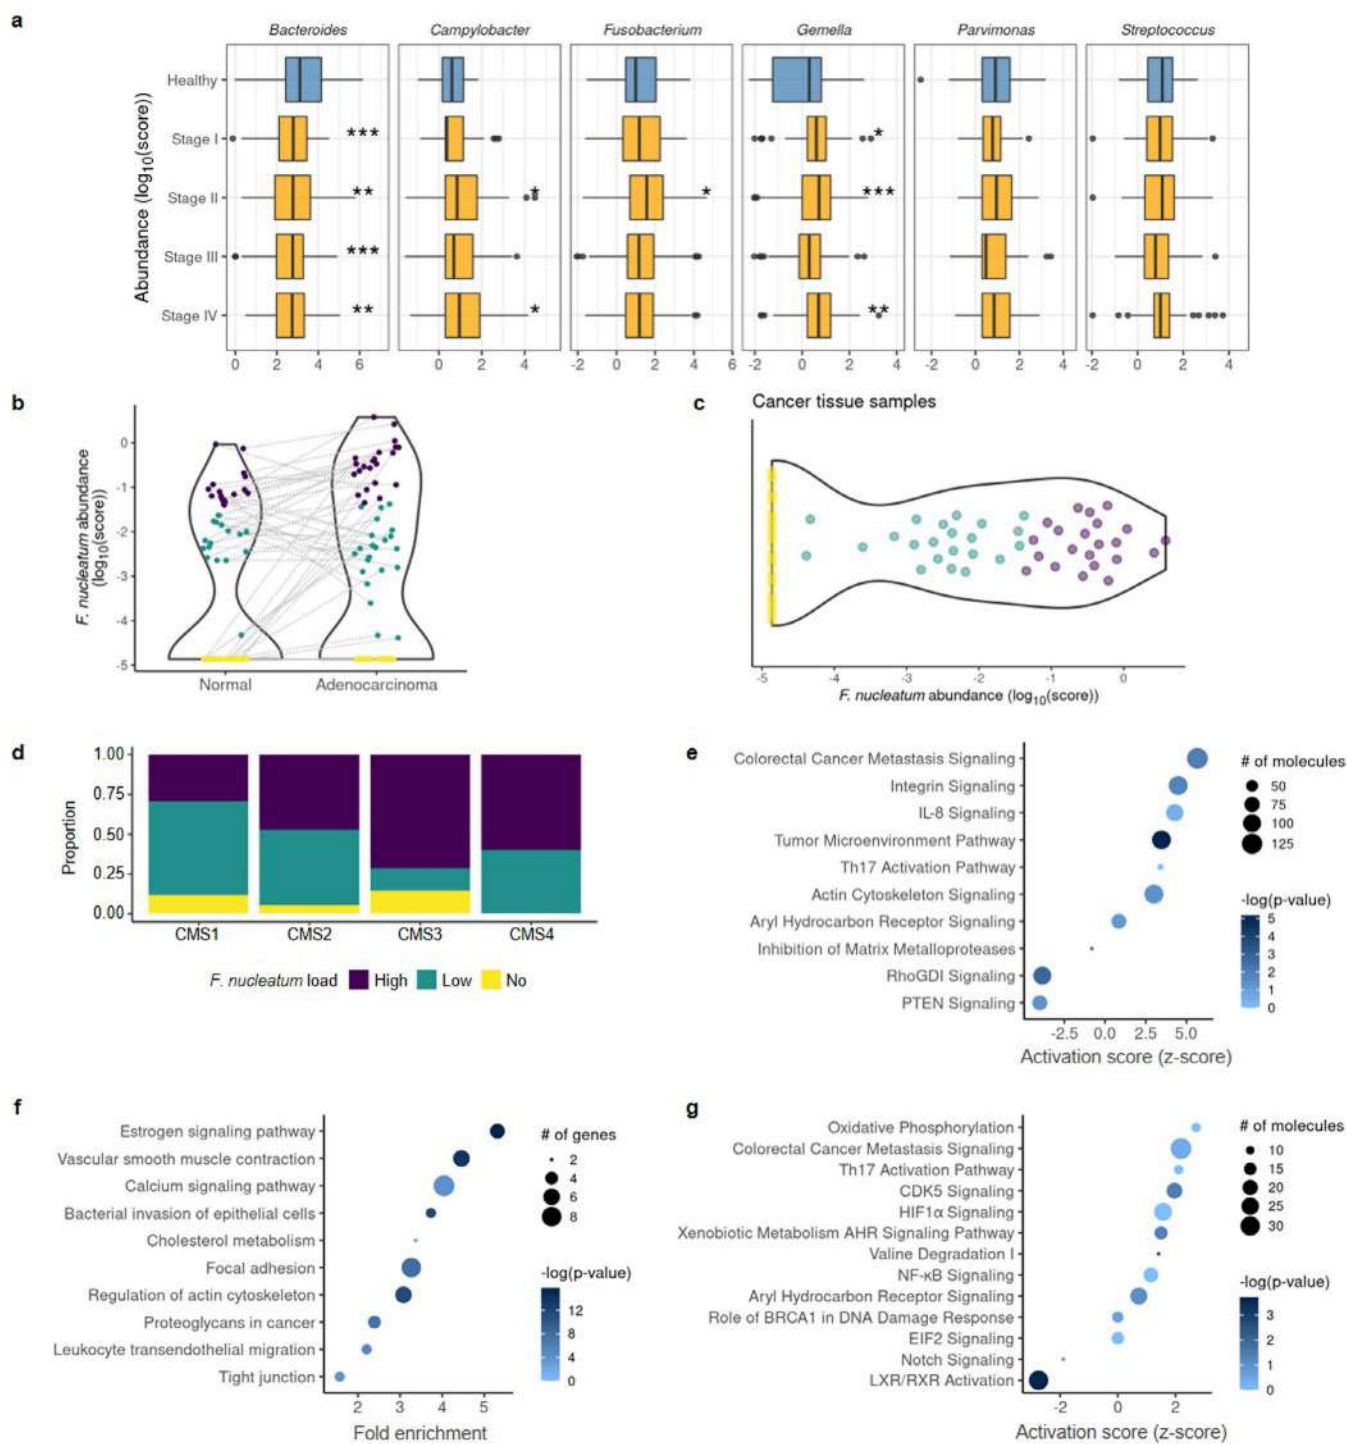 a
Bacteroides Campylobacter Fusobacterium Gemella Parvimonas Streptococcus
Abundance (log10(score))
Healthy
Stage I *** *
Stage II ** * * ***
Stage III ***
Stage IV ** * **
0 2 4 6 0 2 4 -2 0 2 4 6 -2 0 2 4 -2 0 2 4 -2 0 2 4
b
F. nucleatum abundance
(log10(score))
0
-1
-2
-3
-4
-5
Normal Adenocarcinoma
c
Cancer tissue samples
-5 -4 -3 -2 -1 0
F. nucleatum abundance (log10(score))
d
Proportion
1.00
0.75
0.50
0.25
0.00
CMS1 CMS2 CMS3 CMS4
F. nucleatum load High Low No
e
Colorectal Cancer Metastasis Signaling
Integrin Signaling
IL-8 Signaling
Tumor Microenvironment Pathway
Th17 Activation Pathway
Actin Cytoskeleton Signaling
Aryl Hydrocarbon Receptor Signaling
Inhibition of Matrix Metalloproteases
RhoGDI Signaling
PTEN Signaling
-2.5 0.0 2.5 5.0
Activation score (z-score)
# of molecules
50
75
100
125
-log(p-value)
5
4
3
2
1
0
f
Estrogen signaling pathway
Vascular smooth muscle contraction
Calcium signaling pathway
Bacterial invasion of epithelial cells
Cholesterol metabolism
Focal adhesion
Regulation of actin cytoskeleton
Proteoglycans in cancer
Leukocyte transendothelial migration
Tight junction
2 3 4 5
Fold enrichment
# of genes
2
4
6
8
-log(p-value)
12
8
4
0
g
Oxidative Phosphorylation
Colorectal Cancer Metastasis Signaling
Th17 Activation Pathway
CDK5 Signaling
HIF1α Signaling
Xenobiotic Metabolism AHR Signaling Pathway
Valine Degradation I
NF-κB Signaling
Aryl Hydrocarbon Receptor Signaling
Role of BRCA1 in DNA Damage Response
EIF2 Signaling
Notch Signaling
LXR/RXR Activation
-2 0 2
Activation score (z-score)
# of molecules
10
15
20
25
30
-log(p-value)
3
2
1
0